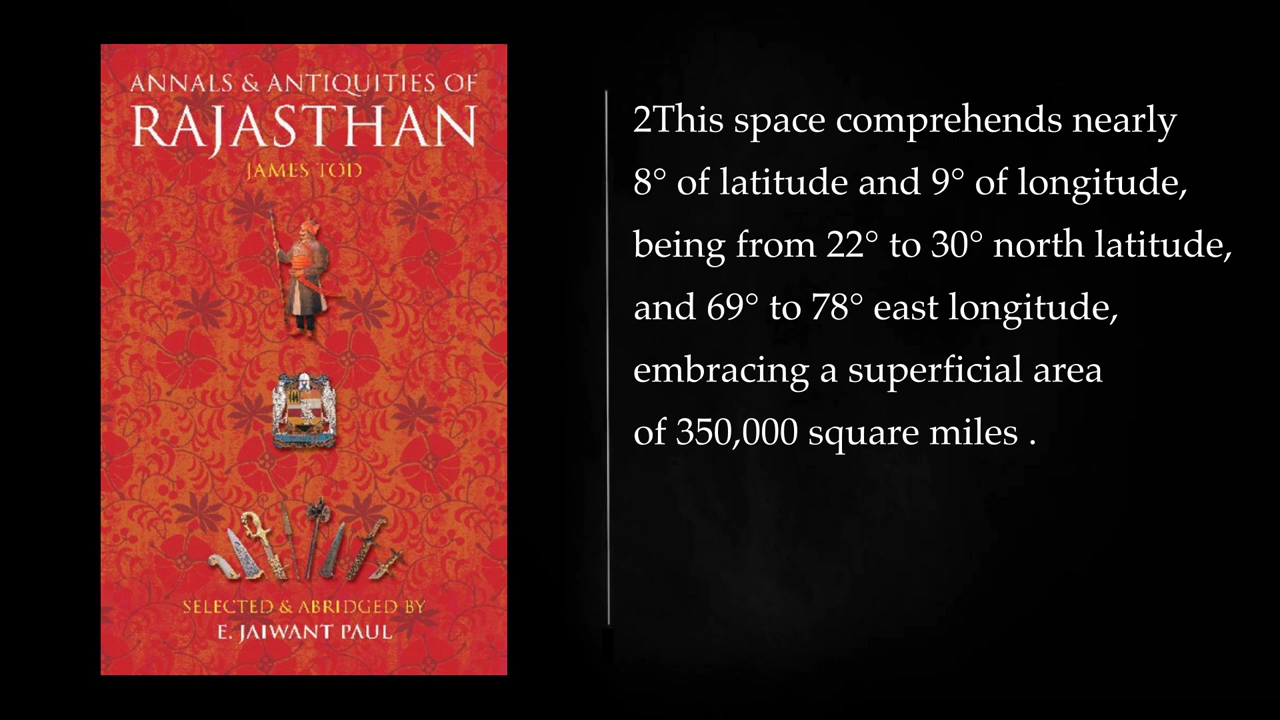 ANNALS & ANTIQUITIES OF
RAJASTHAN
JAMES TOD
SELECTED & ABRIDGED BY
E. JAIWANT PAUL
2This space comprehends nearly
8° of latitude and 9° of longitude,
being from 22° to 30° north latitude,
and 69° to 78° east longitude,
embracing a superficial area
of 350,000 square miles .